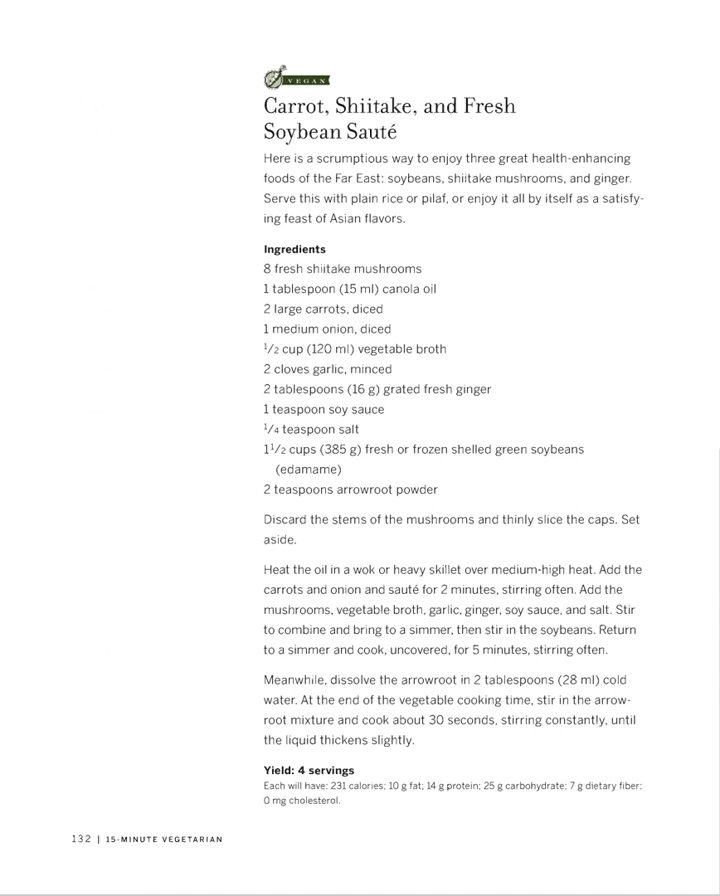 VEGAN
Carrot, Shiitake, and Fresh
Soybean Sauté
Here is a scrumptious way to enjoy three great health-enhancing
foods of the Far East: soybeans, shiitake mushrooms, and ginger.
Serve this with plain rice or pilaf, or enjoy it all by itself as a satisfy-
ing feast of Asian flavors.
Ingredients
8 fresh shiitake mushrooms
1 tablespoon (15 ml) canola oil
2 large carrots, diced
1 medium onion, diced
1/2 cup (120 ml) vegetable broth
2 cloves garlic, minced
2 tablespoons (16 g) grated fresh ginger
1 teaspoon soy sauce
1/4 teaspoon salt
1 1/2 cups (385 g) fresh or frozen shelled green soybeans
(edamame)
2 teaspoons arrowroot powder
Discard the stems of the mushrooms and thinly slice the caps. Set
aside.
Heat the oil in a wok or heavy skillet over medium-high heat. Add the
carrots and onion and sauté for 2 minutes, stirring often. Add the
mushrooms, vegetable broth, garlic, ginger, soy sauce, and salt. Stir
to combine and bring to a simmer, then stir in the soybeans. Return
to a simmer and cook, uncovered, for 5 minutes, stirring often.
Meanwhile, dissolve the arrowroot in 2 tablespoons (28 ml) cold
water. At the end of the vegetable cooking time, stir in the arrow-
root mixture and cook about 30 seconds, stirring constantly, until
the liquid thickens slightly.
Yield: 4 servings
Each will have: 231 calories; 10 g fat; 14 g protein; 25 g carbohydrate; 7 g dietary fiber;
0 mg cholesterol.
132 | 15-MINUTE VEGETARIAN